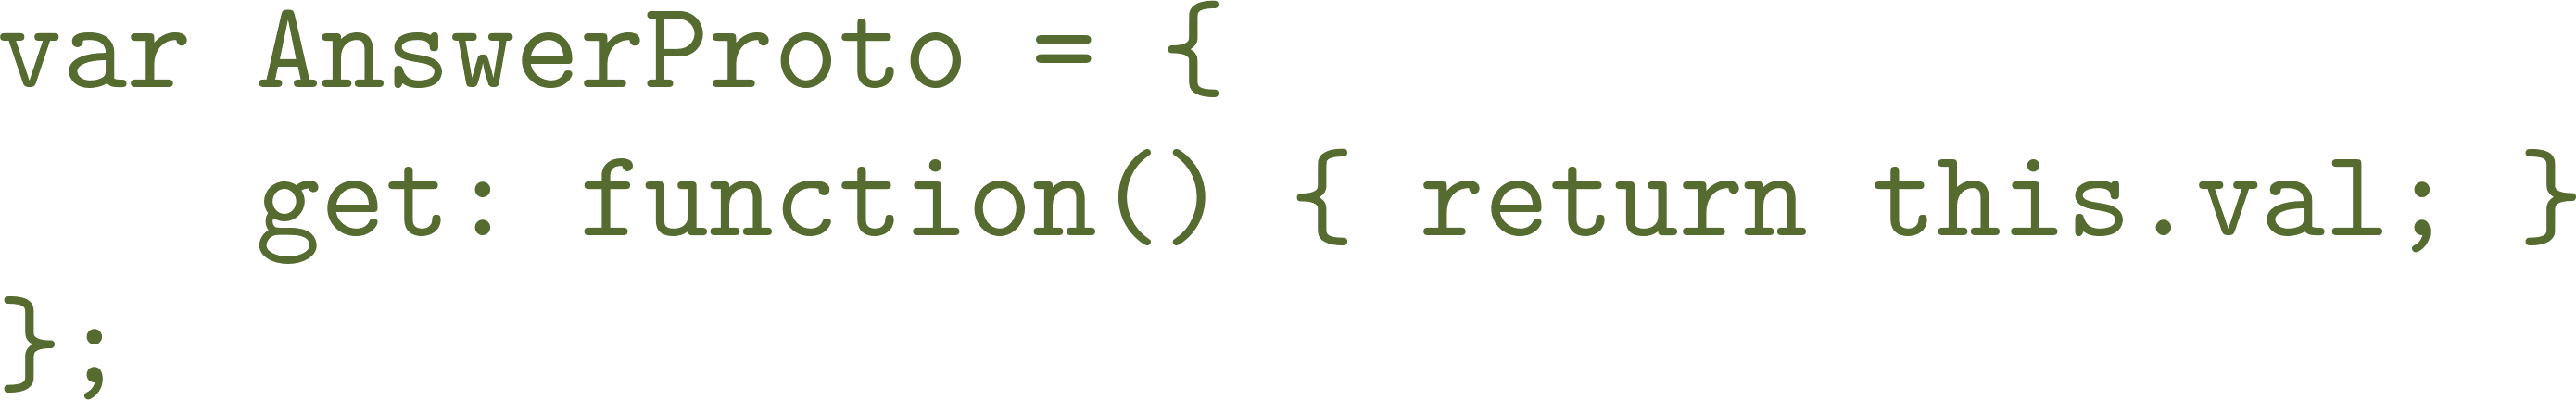 var AnswerProto = {
    get: function() { return this.val; }
};